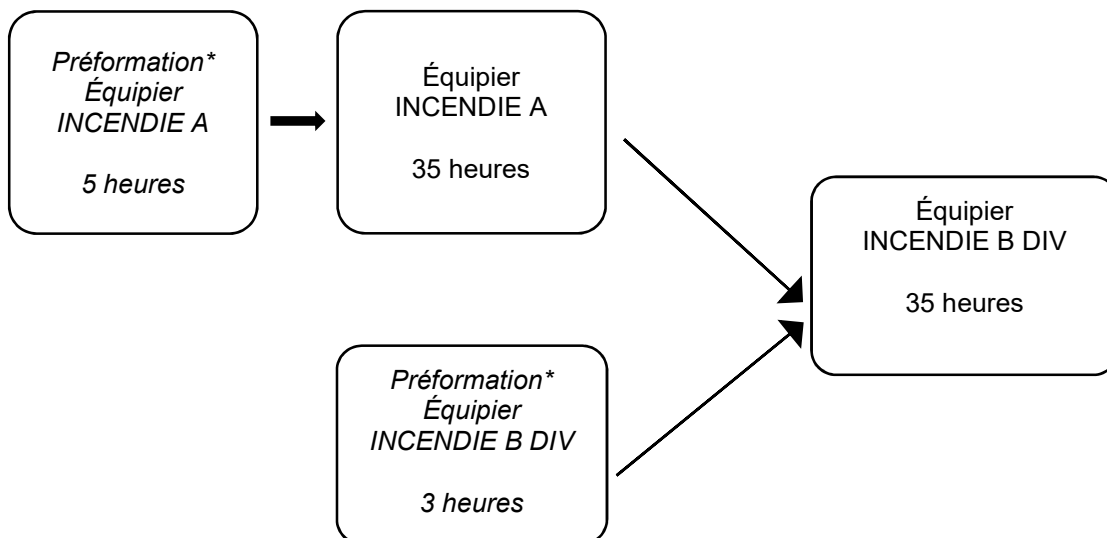 Préformation*
Équipier
INCENDIE A
5 heures
Équipier
INCENDIE A
35 heures
Équipier
INCENDIE B DIV
35 heures
Préformation*
Équipier
INCENDIE B DIV
3 heures